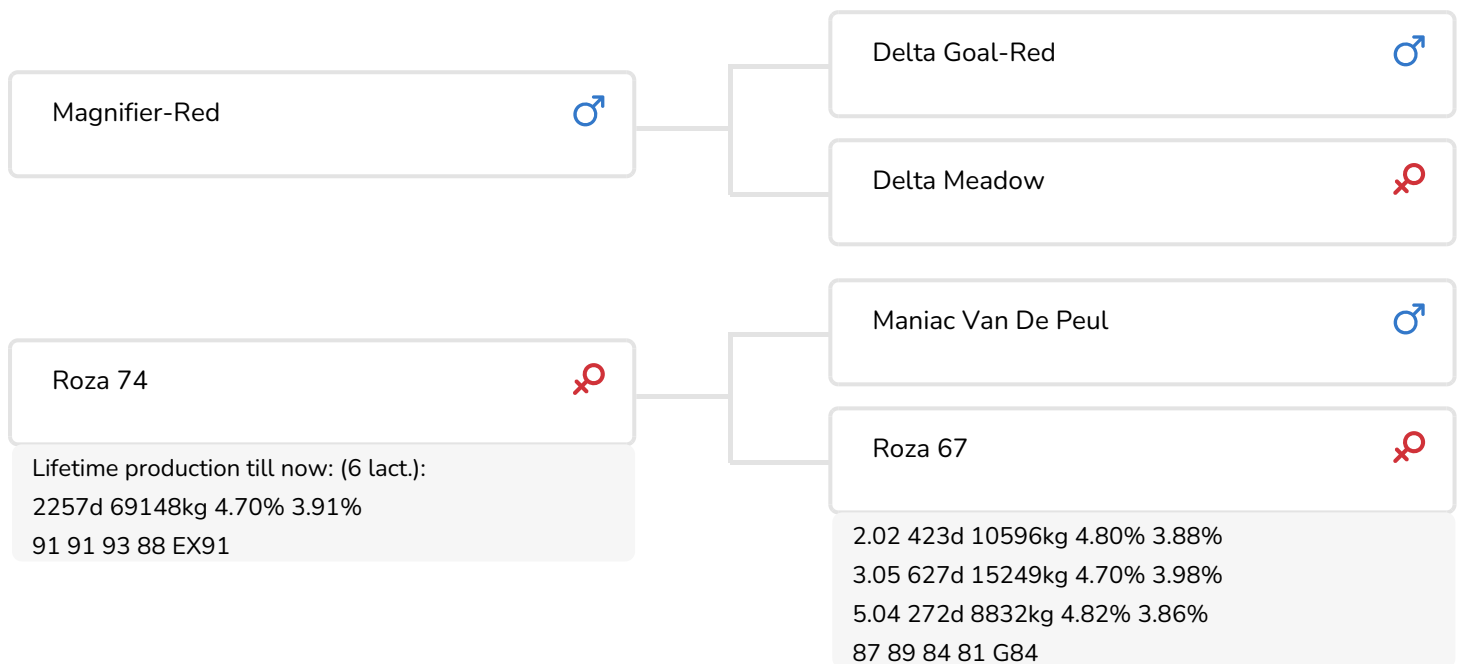 Magnifier-Red
Delta Goal-Red
Delta Meadow
Roza 74
Lifetime production till now: (6 lact.):
2257d 69148kg 4.70% 3.91%
91 91 93 88 EX91
Maniac Van De Peul
Roza 67
2.02 423d 10596kg 4.80% 3.88%
3.05 627d 15249kg 4.70% 3.98%
5.04 272d 8832kg 4.82% 3.86%
87 89 84 81 G84